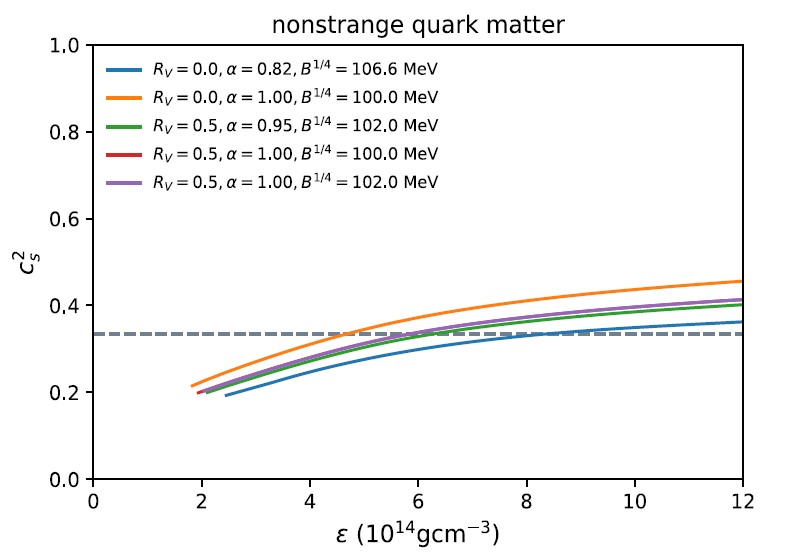 nonstrange quark matter
1.0
R_V = 0.0, α = 0.82, B^{1/4} = 106.6 MeV
R_V = 0.0, α = 1.00, B^{1/4} = 100.0 MeV
R_V = 0.5, α = 0.95, B^{1/4} = 102.0 MeV
R_V = 0.5, α = 1.00, B^{1/4} = 100.0 MeV
R_V = 0.5, α = 1.00, B^{1/4} = 102.0 MeV
0.8
0.6
c_s^2
0.4
0.2
0.0
0 2 4 6 8 10 12
ε (10^{14}gcm^{−3})